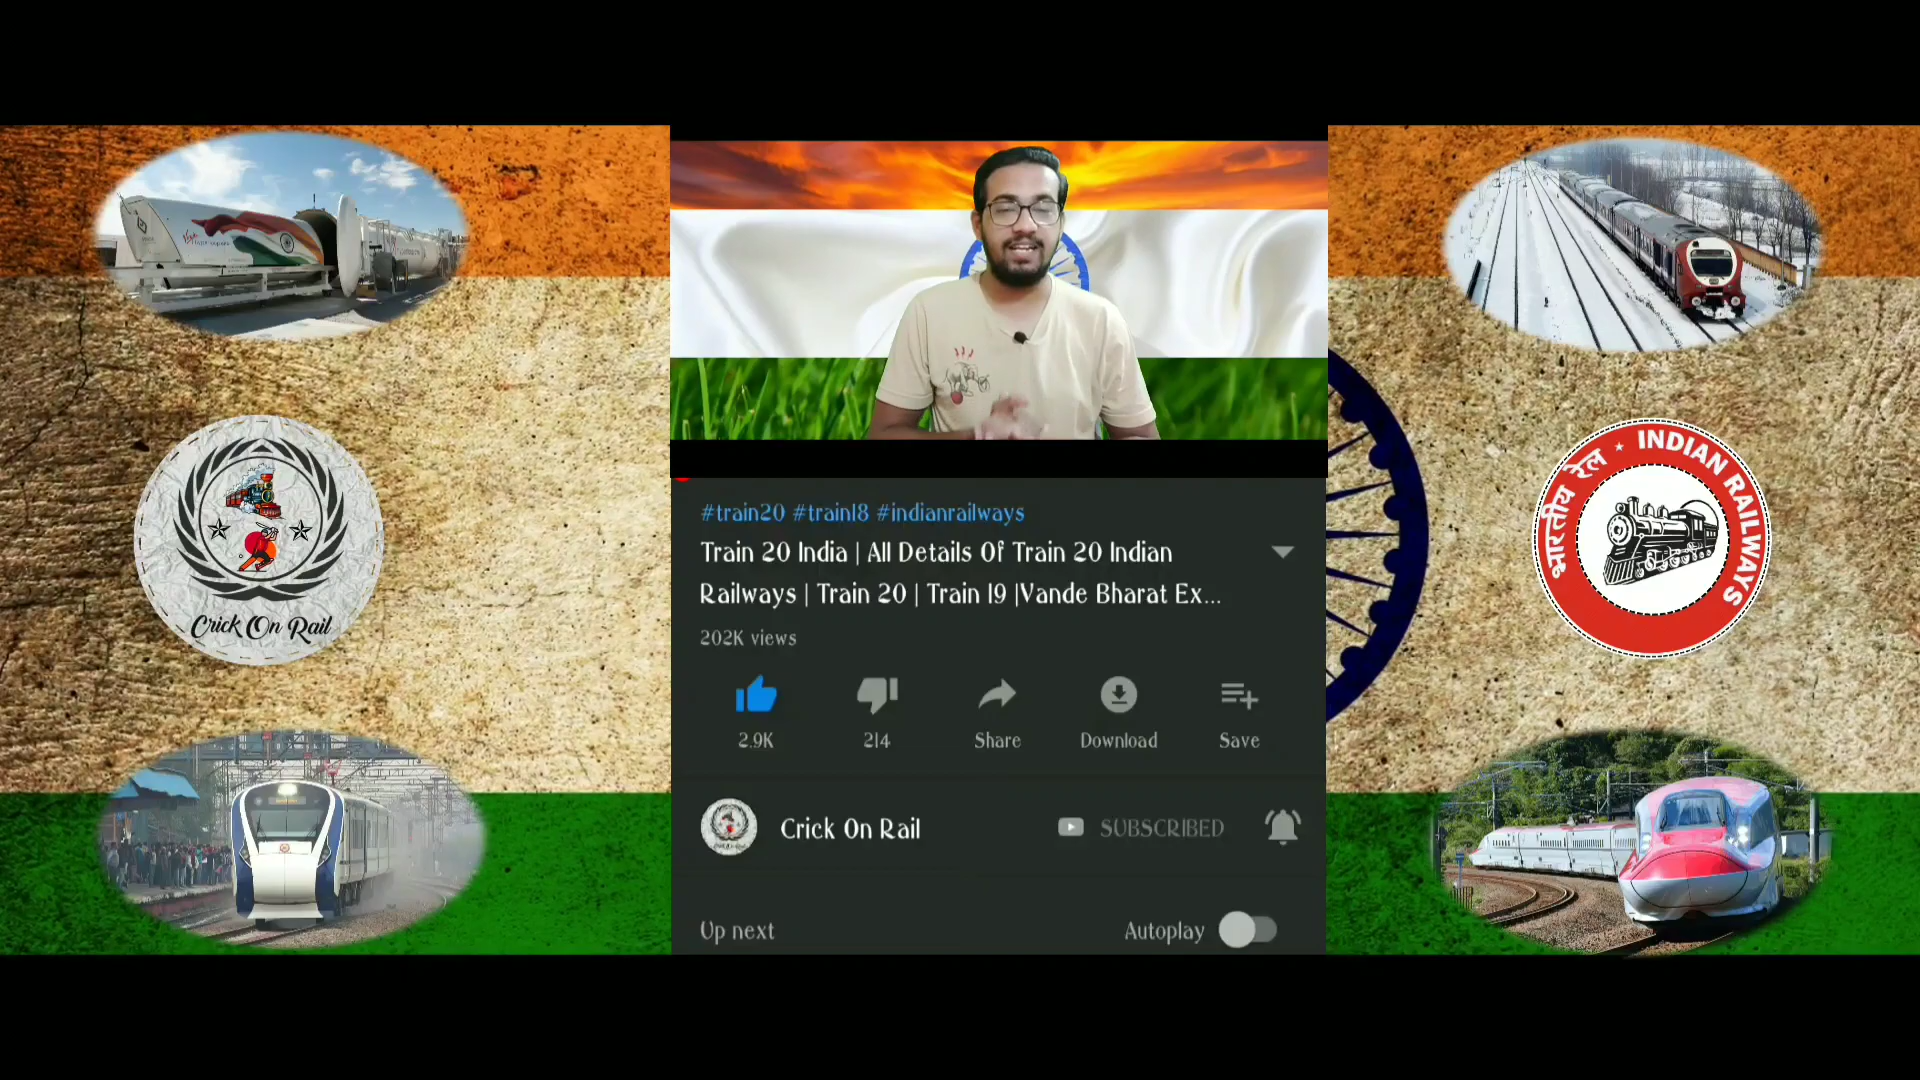 #train20 #train18 #indianrailways
Train 20 India | All Details Of Train 20 Indian
Railways | Train 20 | Train 19 |Vande Bharat Ex...
202K views
2.9K
214
Share
Download
Save
Crick On Rail
SUBSCRIBED
Up next
Autoplay
Crick On Rail
भारतीय रेल ★ INDIAN RAILWAYS